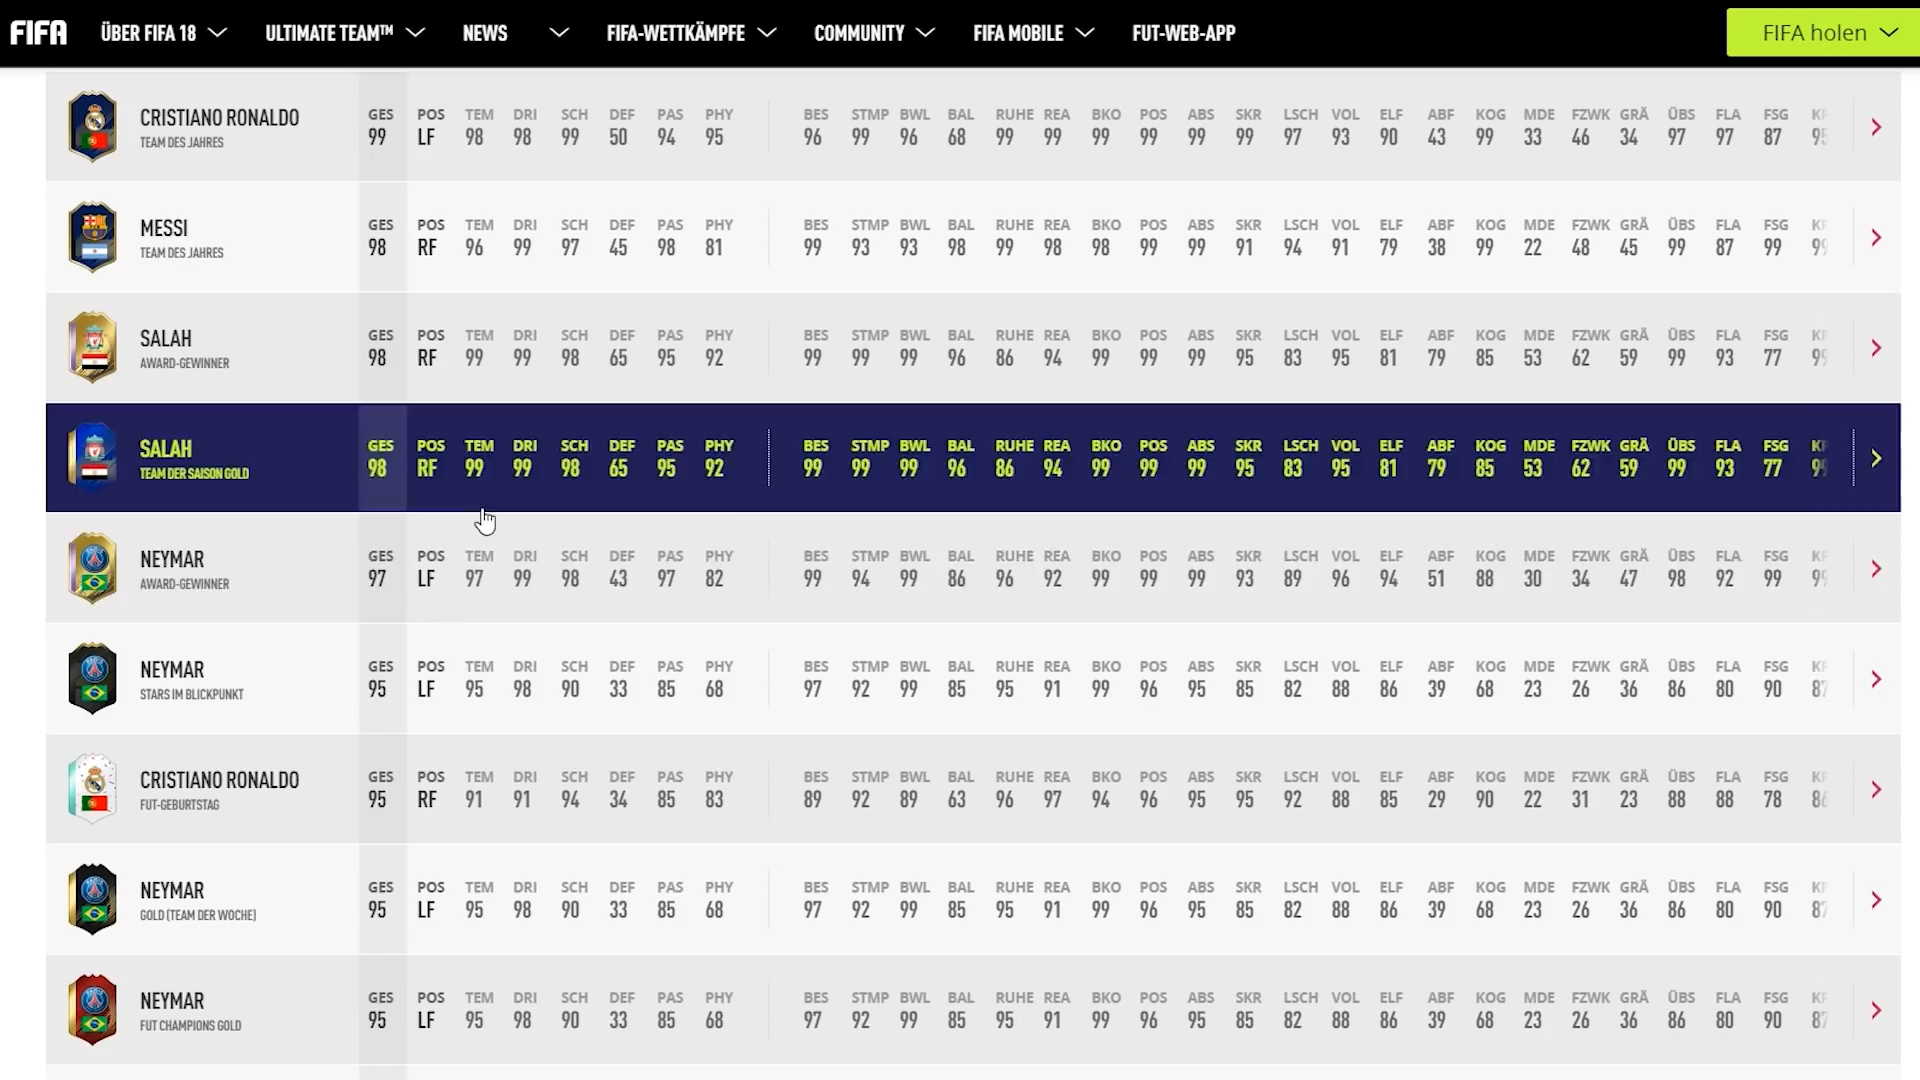 FIFA ÜBER FIFA 18 ULTIMATE TEAM™ NEWS FIFA-WETTKÄMPFE COMMUNITY FIFA MOBILE FUT-WEB-APP FIFA holen
CRISTIANO RONALDO GES POS TEM DRI SCH DEF PAS PHY BES STMP BWL BAL RUHE REA BKO POS ABS SKR LSCH VOL ELF ABF KOG MDE FZWK GRÄ ÜBS FLA FSG
TEAM DES JAHRES 99 LF 98 98 99 50 94 95 96 99 96 68 99 99 99 99 99 99 97 93 90 43 99 33 46 34 97 97 87 95
MESSI GES POS TEM DRI SCH DEF PAS PHY BES STMP BWL BAL RUHE REA BKO POS ABS SKR LSCH VOL ELF ABF KOG MDE FZWK GRÄ ÜBS FLA FSG
TEAM DES JAHRES 98 RF 96 99 97 45 98 81 99 93 93 98 99 98 98 99 99 91 94 91 79 38 99 22 48 45 99 87 99 99
SALAH GES POS TEM DRI SCH DEF PAS PHY BES STMP BWL BAL RUHE REA BKO POS ABS SKR LSCH VOL ELF ABF KOG MDE FZWK GRÄ ÜBS FLA FSG
AWARD-GEWINNER 98 RF 99 99 98 65 95 92 99 99 99 96 86 94 99 99 99 95 83 95 81 79 85 53 62 59 99 93 77 99
SALAH GES POS TEM DRI SCH DEF PAS PHY BES STMP BWL BAL RUHE REA BKO POS ABS SKR LSCH VOL ELF ABF KOG MDE FZWK GRÄ ÜBS FLA FSG
TEAM DER SAISON GOLD 98 RF 99 99 98 65 95 92 99 99 99 96 86 94 99 99 99 95 83 95 81 79 85 53 62 59 99 93 77 99
NEYMAR GES POS TEM DRI SCH DEF PAS PHY BES STMP BWL BAL RUHE REA BKO POS ABS SKR LSCH VOL ELF ABF KOG MDE FZWK GRÄ ÜBS FLA FSG
AWARD-GEWINNER 97 LF 97 99 98 43 97 82 99 94 99 86 96 92 99 99 99 93 89 96 94 51 88 30 34 47 98 92 99 99
NEYMAR GES POS TEM DRI SCH DEF PAS PHY BES STMP BWL BAL RUHE REA BKO POS ABS SKR LSCH VOL ELF ABF KOG MDE FZWK GRÄ ÜBS FLA FSG
STARS IM BLICKPUNKT 95 LF 95 98 90 33 85 68 97 92 99 85 95 91 99 96 95 85 82 88 86 39 68 23 26 36 86 80 90 87
CRISTIANO RONALDO GES POS TEM DRI SCH DEF PAS PHY BES STMP BWL BAL RUHE REA BKO POS ABS SKR LSCH VOL ELF ABF KOG MDE FZWK GRÄ ÜBS FLA FSG
FUT-GEBURTSTAG 95 RF 91 91 94 34 85 83 89 92 89 63 96 97 94 96 95 95 92 88 85 29 90 22 31 23 88 88 78 86
NEYMAR GES POS TEM DRI SCH DEF PAS PHY BES STMP BWL BAL RUHE REA BKO POS ABS SKR LSCH VOL ELF ABF KOG MDE FZWK GRÄ ÜBS FLA FSG
GOLD (TEAM DER WOCHE) 95 LF 95 98 90 33 85 68 97 92 99 85 95 91 99 96 95 85 82 88 86 39 68 23 26 36 86 80 90 87
NEYMAR GES POS TEM DRI SCH DEF PAS PHY BES STMP BWL BAL RUHE REA BKO POS ABS SKR LSCH VOL ELF ABF KOG MDE FZWK GRÄ ÜBS FLA FSG
FUT CHAMPIONS GOLD 95 LF 95 98 90 33 85 68 97 92 99 85 95 91 99 96 95 85 82 88 86 39 68 23 26 36 86 80 90 87